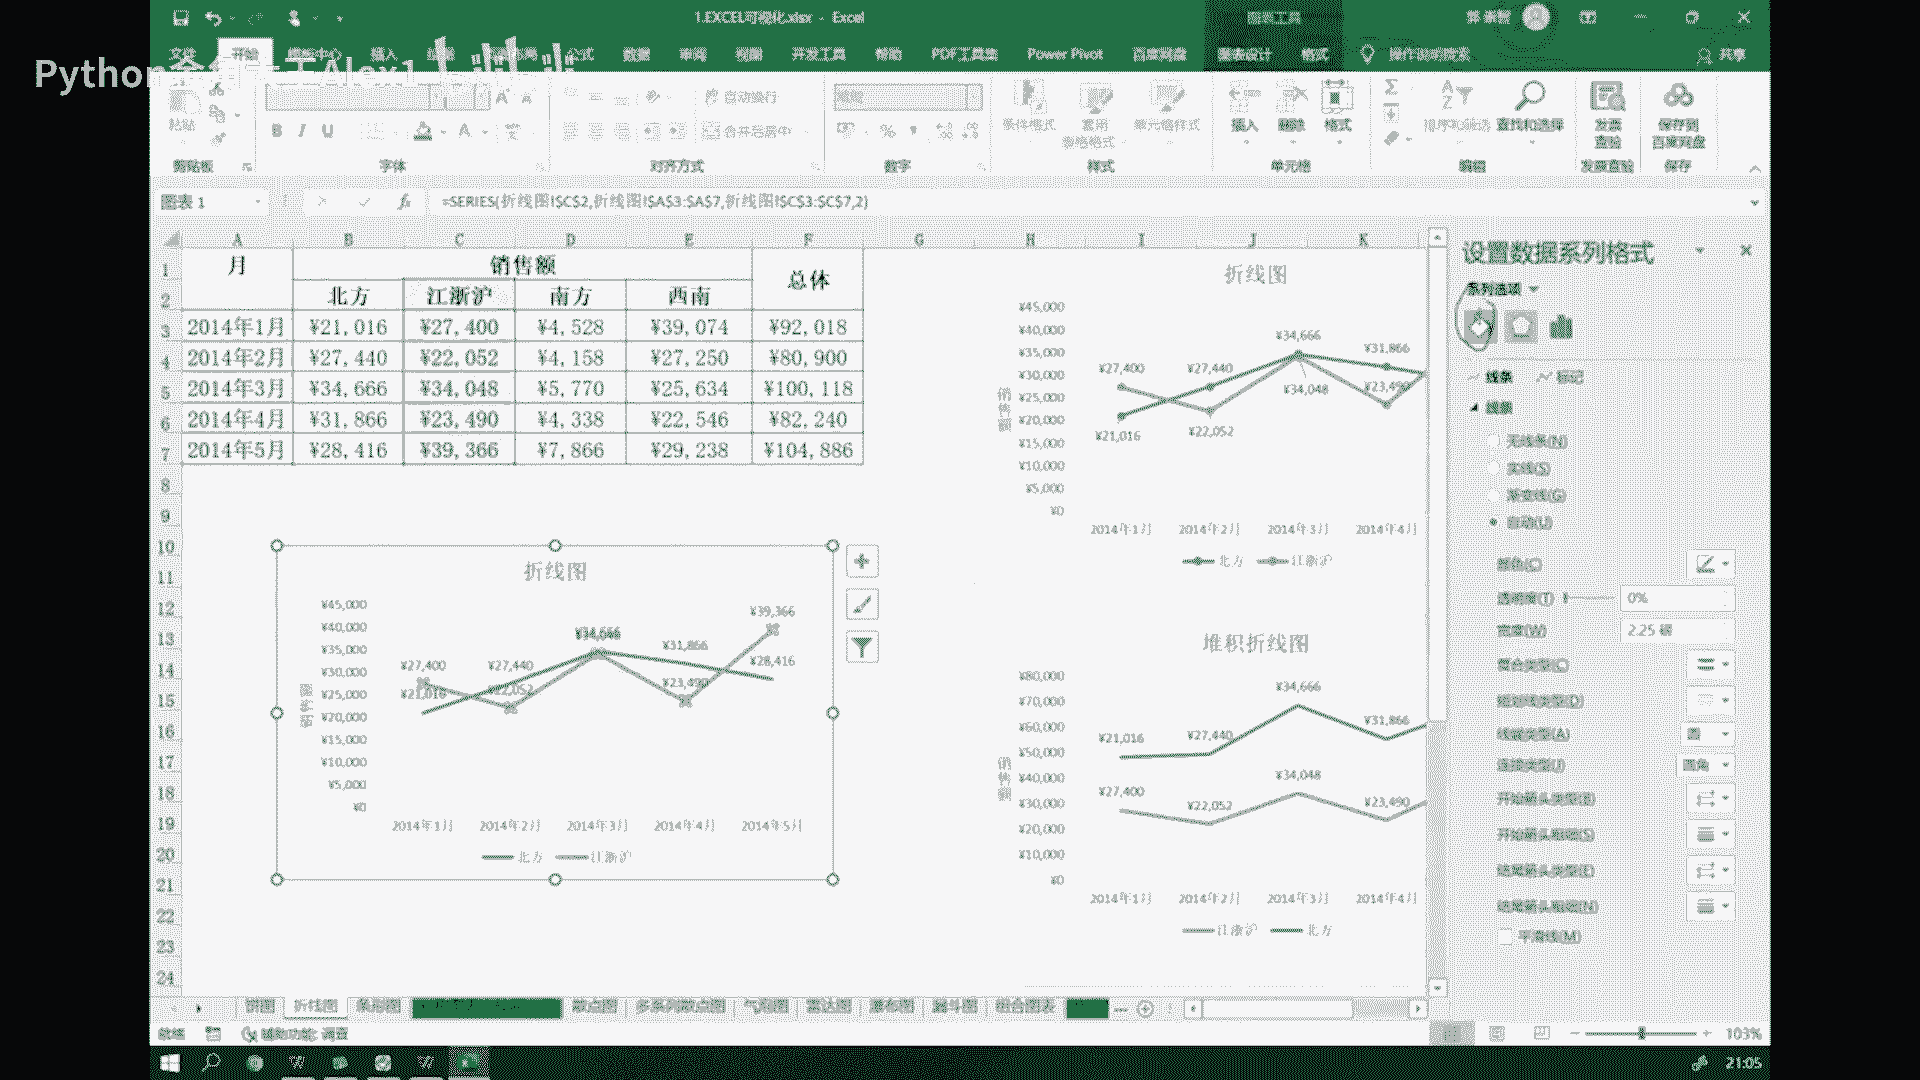 1.EXCEL可视化.xlsx - Excel
图表工具
文件 开始 插入 公式 数据 审阅 视图 开发工具 帮助 PDF工具集 Power Pivot 百度网盘 图表设计 格式 操作说明搜索 共享
Python
粘贴 B I U A 自动换行 合并后居中 % 条件格式 套用表格格式 单元格样式 插入 删除 格式 排序和筛选 查找和选择 发票查验 保存到百度网盘
剪贴板 字体 对齐方式 数字 样式 单元格 编辑 发票查验 保存
图表 1 fx =SERIES(折线图!$C$2,折线图!$A$3:$A$7,折线图!$C$3:$C$7,2)
A B C D E F G H I J K
1 月 销售额 总体
2 北方 江浙沪 南方 西南
3 2014年1月 ¥21,016 ¥27,400 ¥4,528 ¥39,074 ¥92,018
4 2014年2月 ¥27,440 ¥22,052 ¥4,158 ¥27,250 ¥80,900
5 2014年3月 ¥34,666 ¥34,048 ¥5,770 ¥25,634 ¥100,118
6 2014年4月 ¥31,866 ¥23,490 ¥4,338 ¥22,546 ¥82,240
7 2014年5月 ¥28,416 ¥39,366 ¥7,866 ¥29,238 ¥104,886
8
9
10
11
12
13
14
15
16
17
18
19
20
21
22
23
24
折线图
¥45,000
¥40,000
¥35,000
¥30,000
¥25,000
¥20,000
¥15,000
¥10,000
¥5,000
¥0
销售额
¥27,400 ¥27,440 ¥34,666 ¥31,866 ¥39,366
¥21,016 ¥22,052 ¥23,490 ¥28,416
2014年1月 2014年2月 2014年3月 2014年4月 2014年5月
北方 江浙沪
折线图
¥45,000
¥40,000
¥35,000
¥30,000
¥25,000
¥20,000
¥15,000
¥10,000
¥5,000
¥0
销售额
¥27,400 ¥27,440 ¥34,666 ¥31,866
¥21,016 ¥22,052 ¥34,048 ¥23,490
2014年1月 2014年2月 2014年3月 2014年4月
北方 江浙沪
堆积折线图
¥80,000
¥70,000
¥60,000
¥50,000
¥40,000
¥30,000
¥20,000
¥10,000
¥0
销售额
¥21,016 ¥27,440 ¥34,666 ¥31,866
¥27,400 ¥22,052 ¥34,048 ¥23,490
2014年1月 2014年2月 2014年3月 2014年4月
江浙沪 北方
设置数据系列格式
系列选项
线条 标记
线条
无线条(N)
实线(S)
渐变线(G)
自动(U)
颜色(C)
透明度(T) 0%
宽度(W) 2.25 磅
复合类型(C)
短划线类型(D)
线端类型(A) 圆
连接类型(J) 圆角
开始箭头类型(B)
开始箭头粗细(S)
结尾箭头类型(E)
结尾箭头粗细(N)
平滑线(M)
饼图 折线图 条形图 散点图 多系列散点图 气泡图 雷达图 瀑布图 漏斗图 组合图表
就绪 辅助功能: 调查 103%
21:05